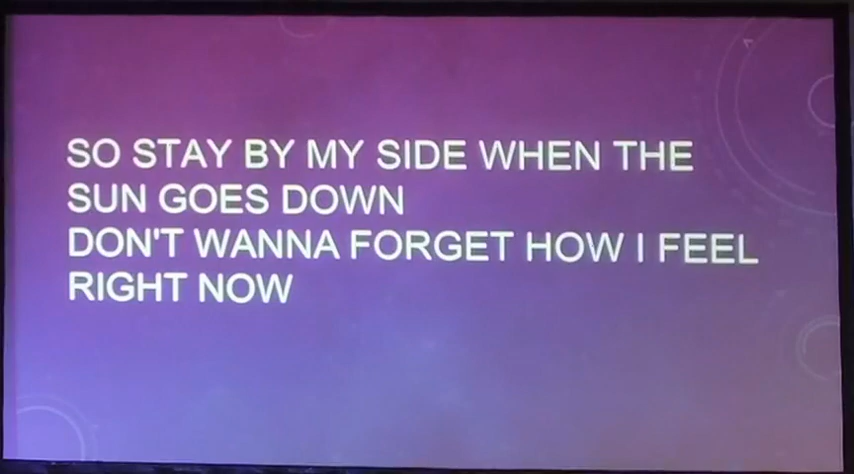 SO STAY BY MY SIDE WHEN THE
SUN GOES DOWN
DON'T WANNA FORGET HOW I FEEL
RIGHT NOW